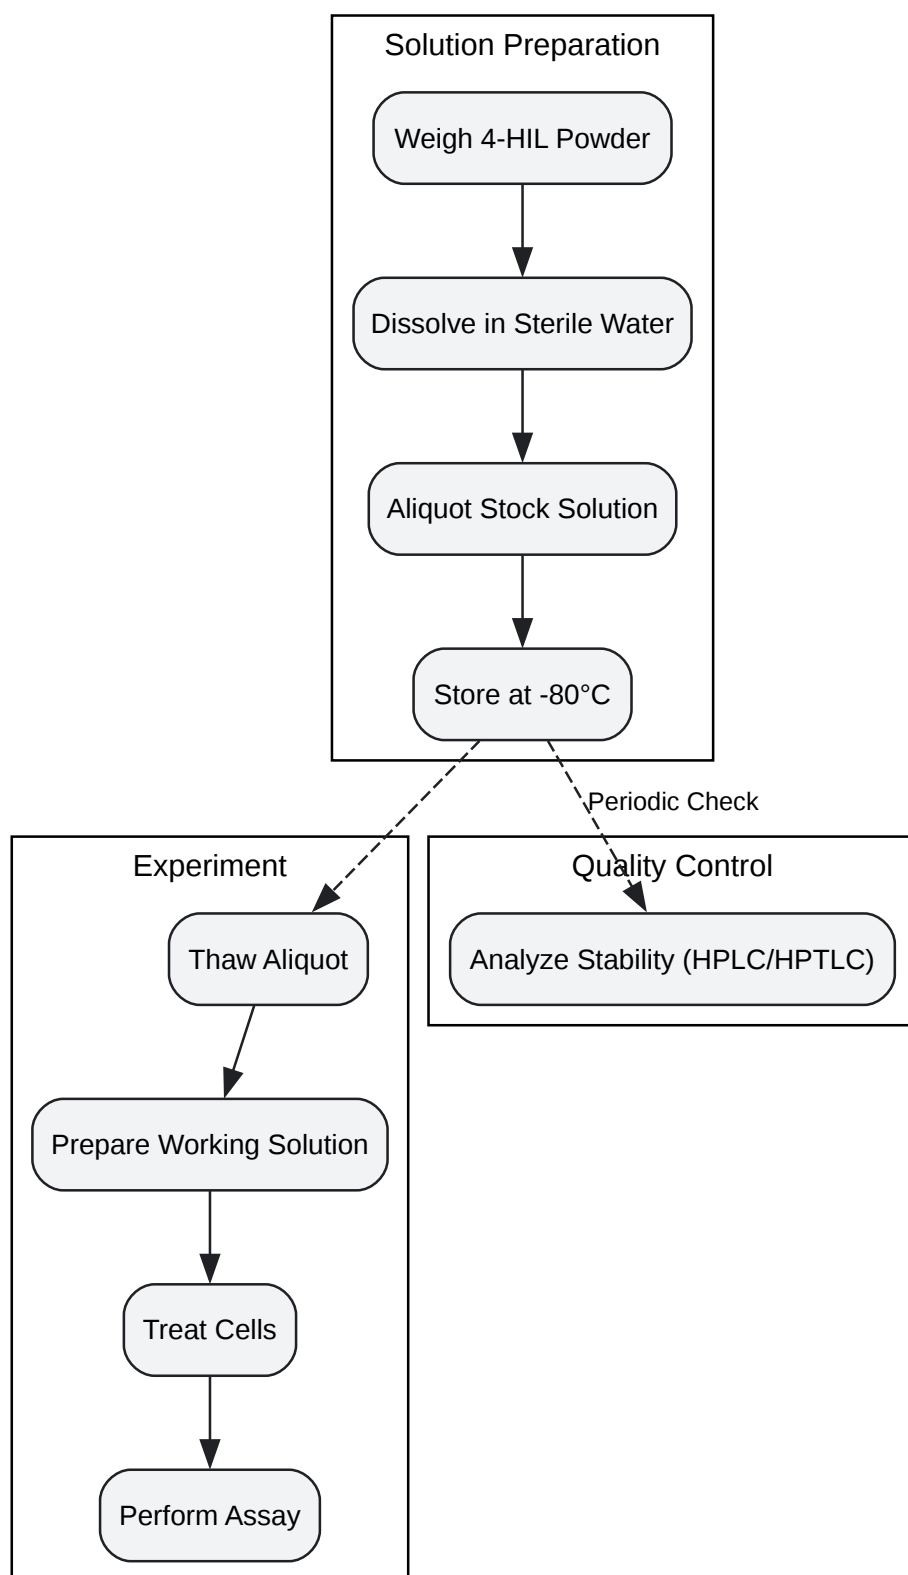 Solution Preparation
Weigh 4-HIL Powder
Dissolve in Sterile Water
Aliquot Stock Solution
Store at -80°C
Periodic Check
Experiment
Thaw Aliquot
Prepare Working Solution
Treat Cells
Perform Assay
Quality Control
Analyze Stability (HPLC/HPTLC)